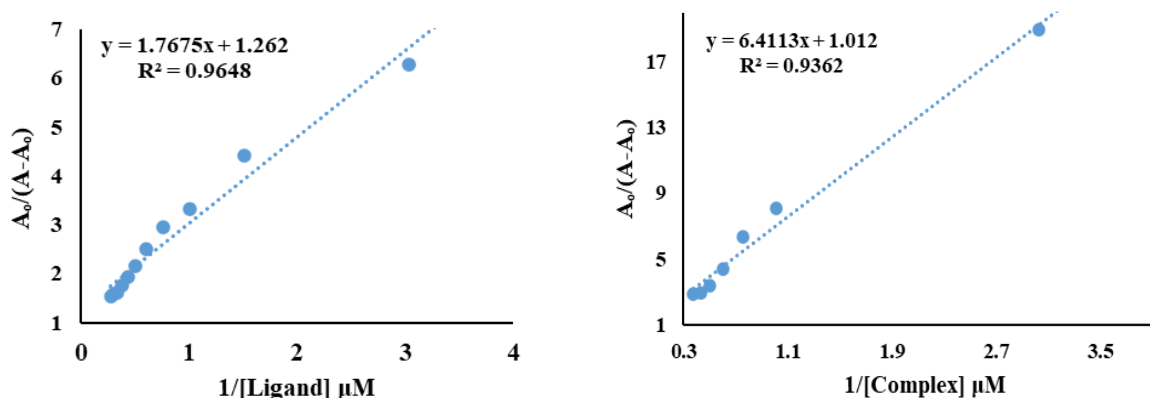 y = 1.7675x + 1.262
R² = 0.9648
7
6
5
4
3
2
1
0
1
2
3
4
A₀/(A-A₀)
1/[Ligand] μM
y = 6.4113x + 1.012
R² = 0.9362
17
13
9
5
1
0.3
1.1
1.9
2.7
3.5
A₀/(A-A₀)
1/[Complex] μM